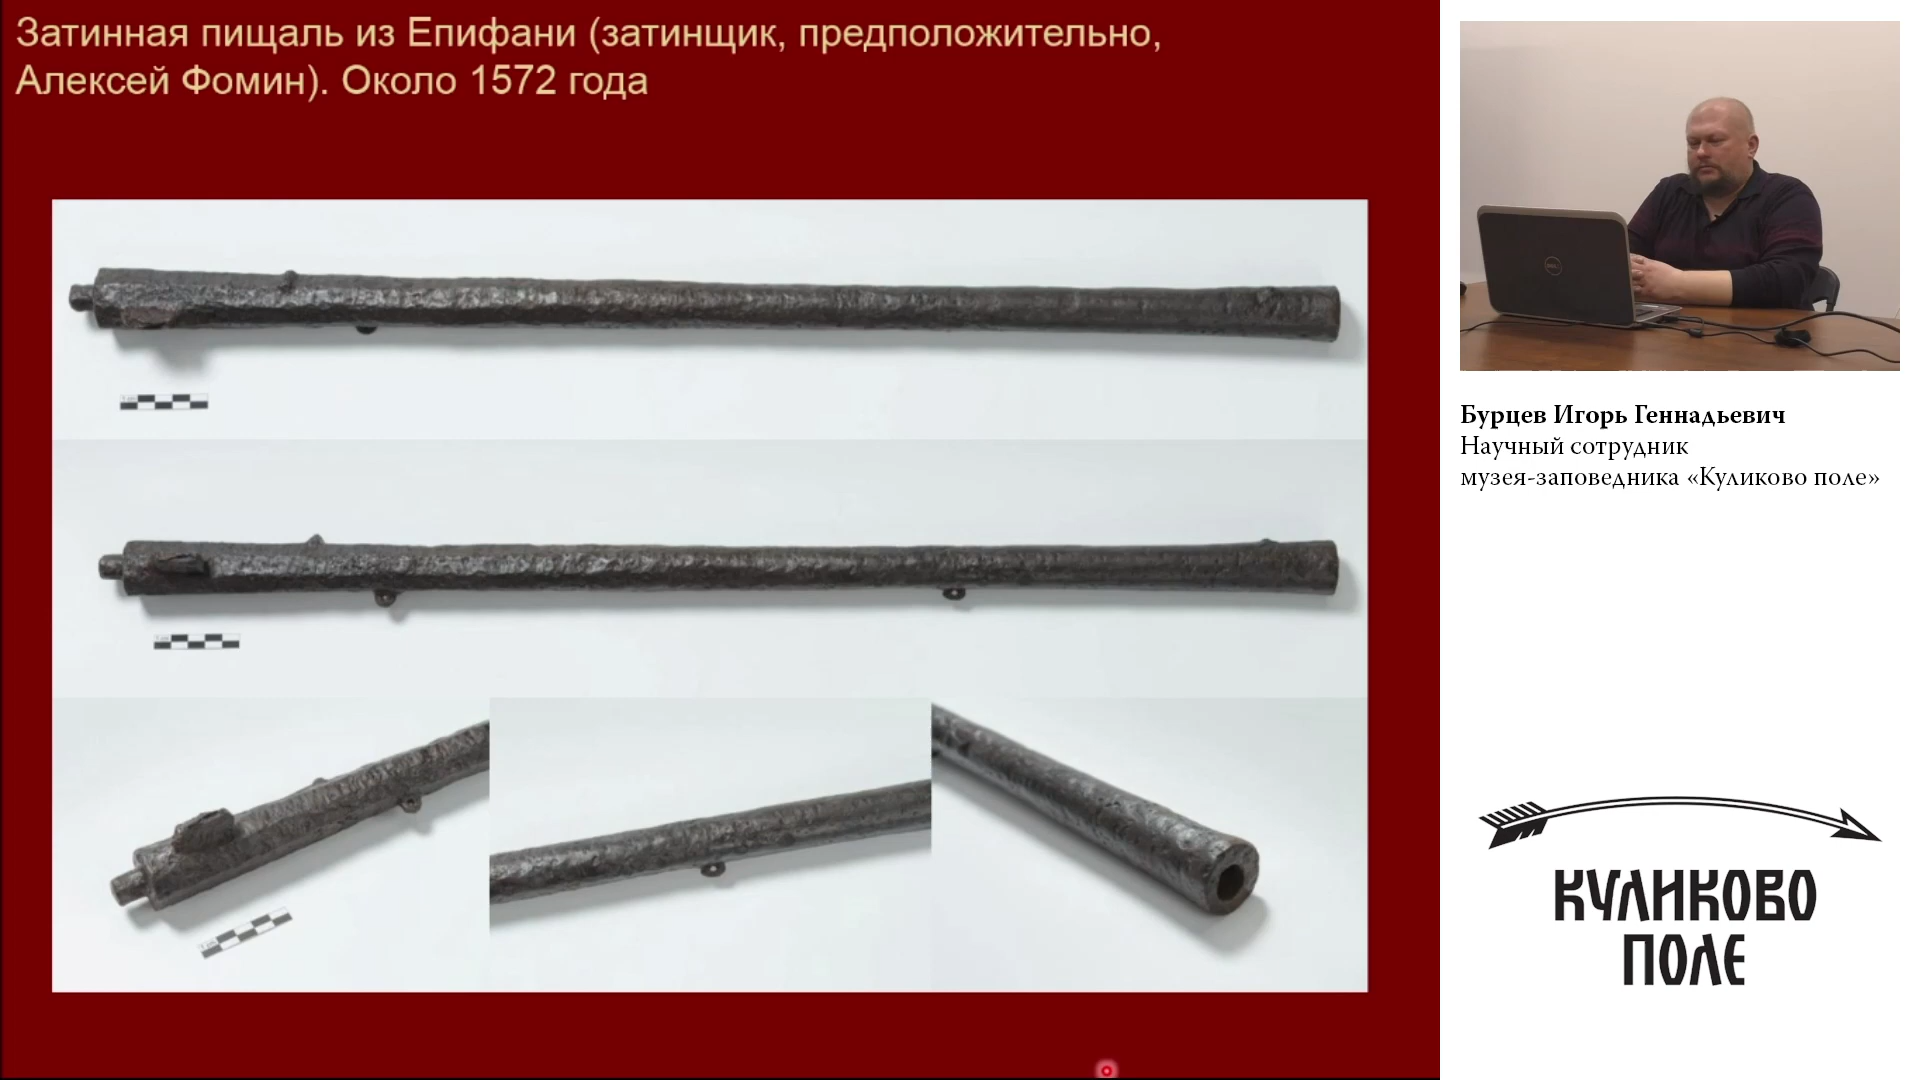 Затинная пищаль из Епифани (затинщик, предположительно,
Алексей Фомин). Около 1572 года
Бурцев Игорь Геннадьевич
Научный сотрудник
музея-заповедника «Куликово поле»
КУЛИКОВО
ПОЛЕ